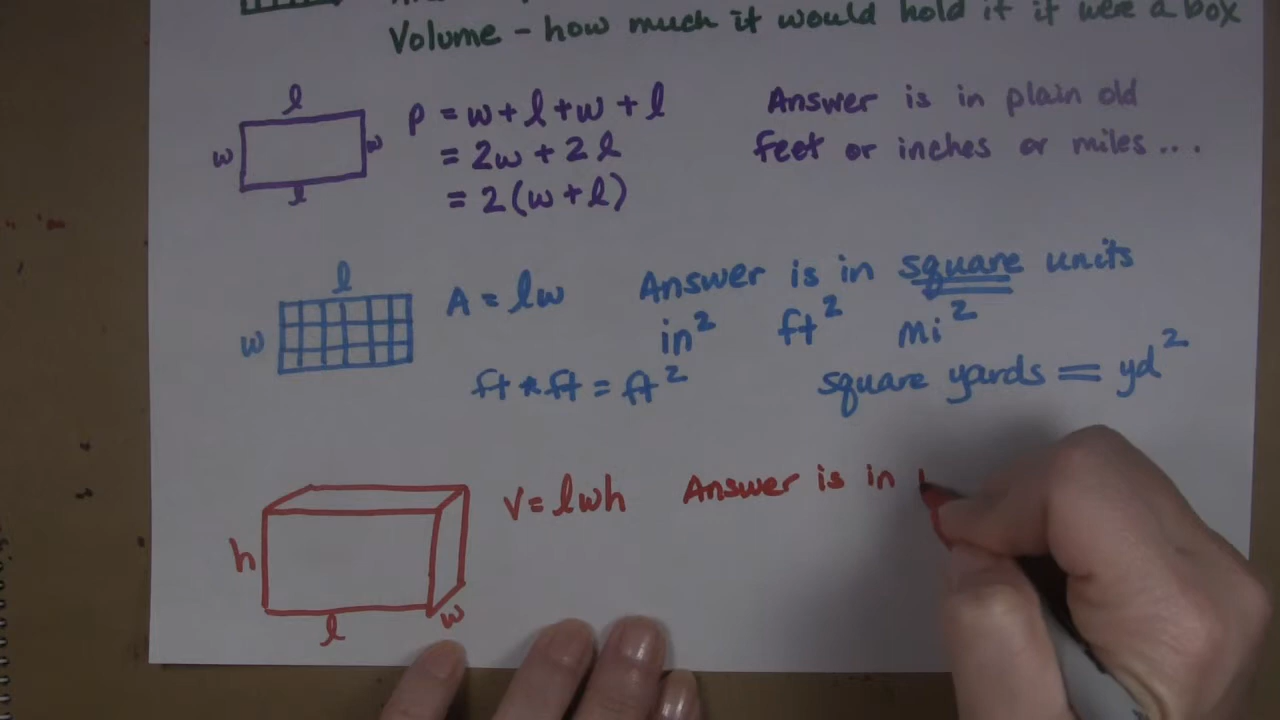 Volume - how much it would hold if it were a box
l
w
w
l
P = w + l + w + l
= 2w + 2l
= 2(w + l)
Answer is in plain old
feet or inches or miles...
l
w
A = lw
Answer is in square units
in² ft² mi²
ft * ft = ft²
square yards = yd²
h
l
w
V = lwh
Answer is in